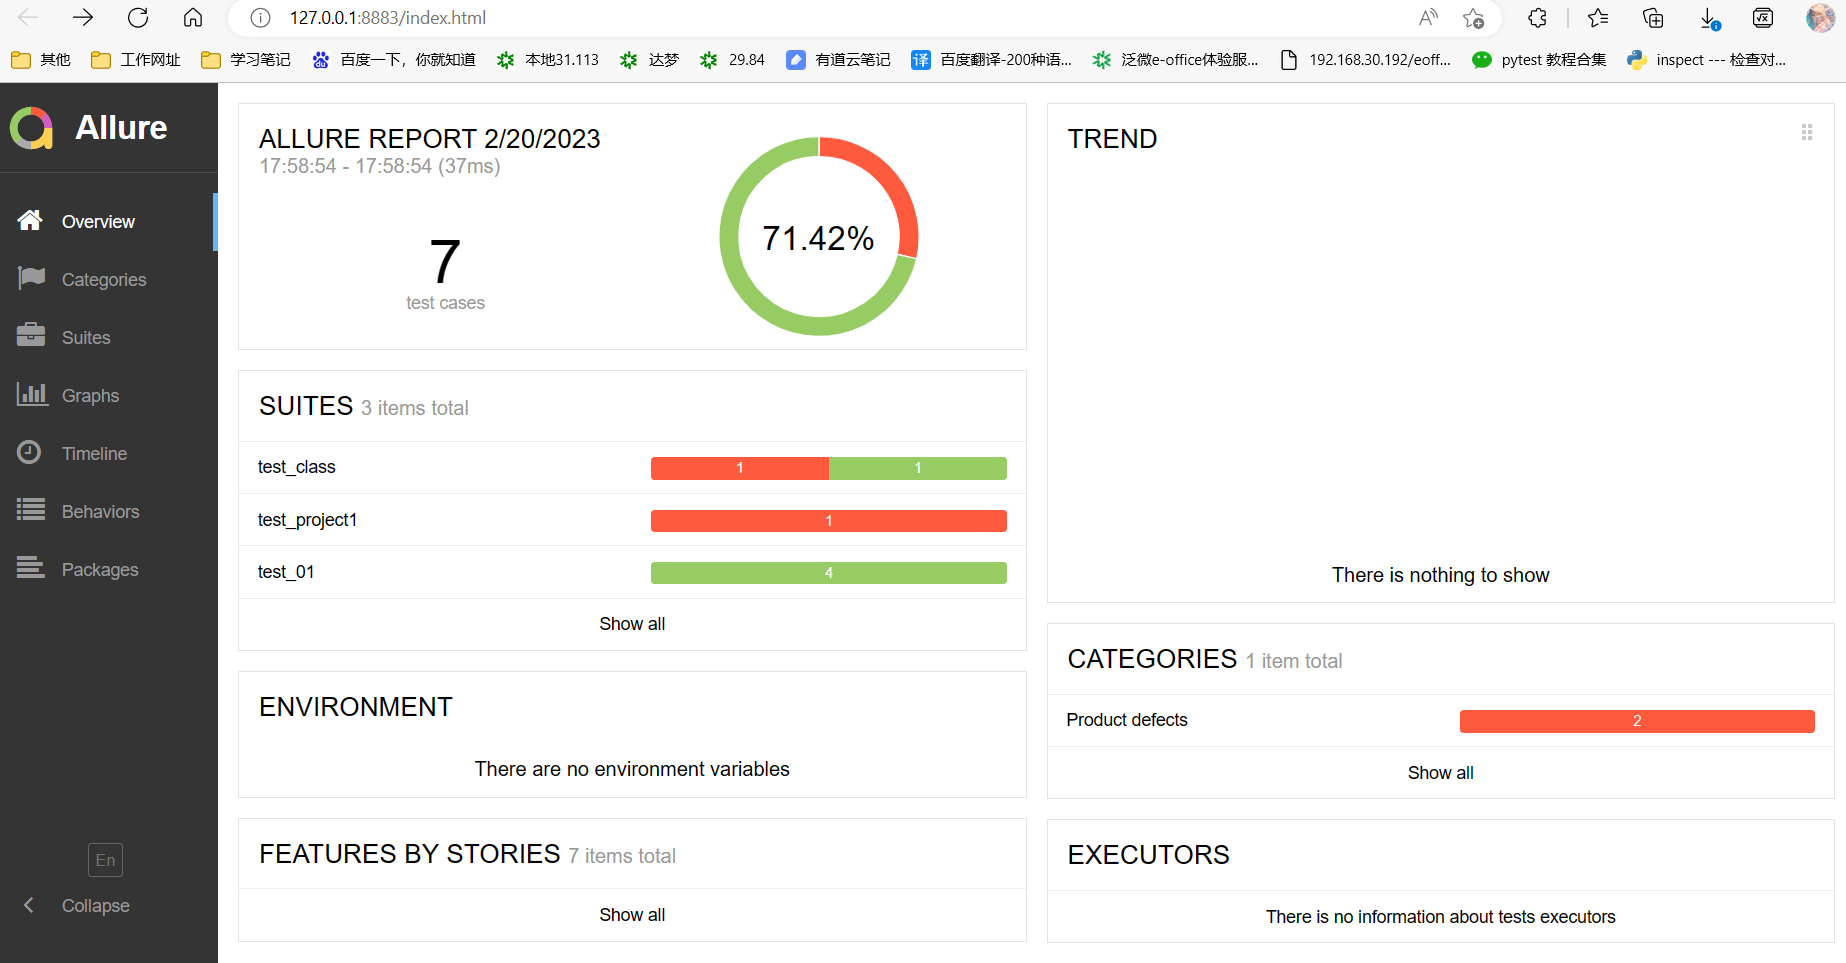 127.0.0.1:8883/index.html
其他 工作网址 学习笔记 百度一下，你就知道 本地31.113 达梦 29.84 有道云笔记 百度翻译-200种语... 泛微e-office体验服... 192.168.30.192/eoff... pytest 教程合集 inspect --- 检查对...
Allure
Overview
Categories
Suites
Graphs
Timeline
Behaviors
Packages
En
Collapse
ALLURE REPORT 2/20/2023
17:58:54 - 17:58:54 (37ms)
7
test cases
71.42%
SUITES 3 items total
test_class 1 1
test_project1 1
test_01 4
Show all
ENVIRONMENT
There are no environment variables
FEATURES BY STORIES 7 items total
Show all
TREND
There is nothing to show
CATEGORIES 1 item total
Product defects 2
Show all
EXECUTORS
There is no information about tests executors